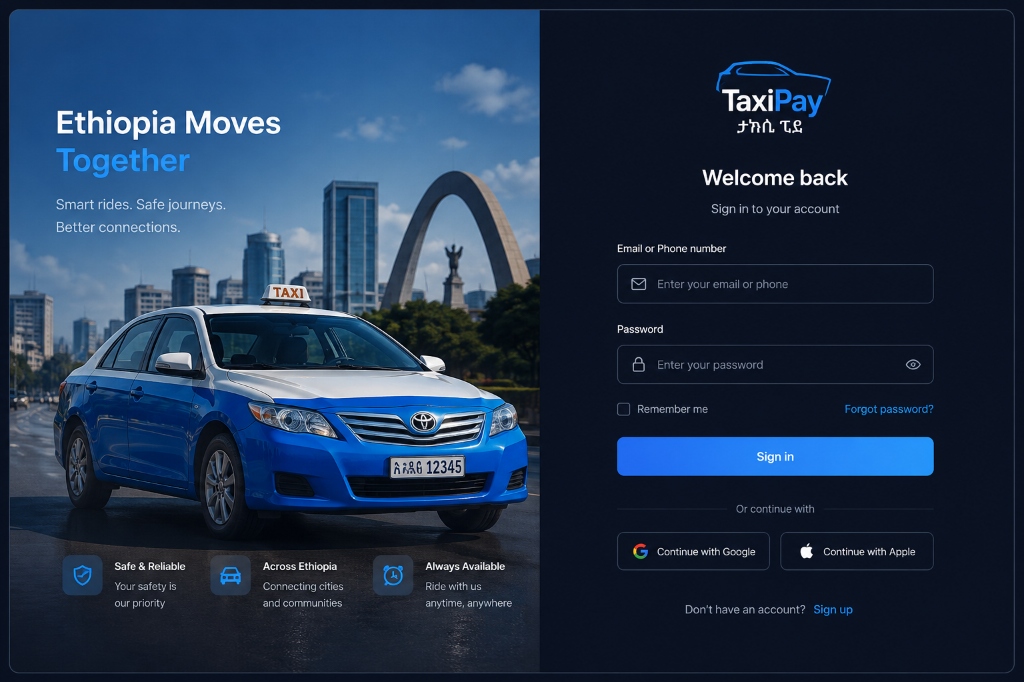 Ethiopia Moves
Together
Smart rides. Safe journeys.
Better connections.
TAXI
12345
Safe & Reliable
Your safety is
our priority
Across Ethiopia
Connecting cities
and communities
Always Available
Ride with us
anytime, anywhere
TaxiPay
ታክሲ ፒይ
Welcome back
Sign in to your account
Email or Phone number
Enter your email or phone
Password
Enter your password
Remember me
Forgot password?
Sign in
Or continue with
Continue with Google
Continue with Apple
Don't have an account? Sign up